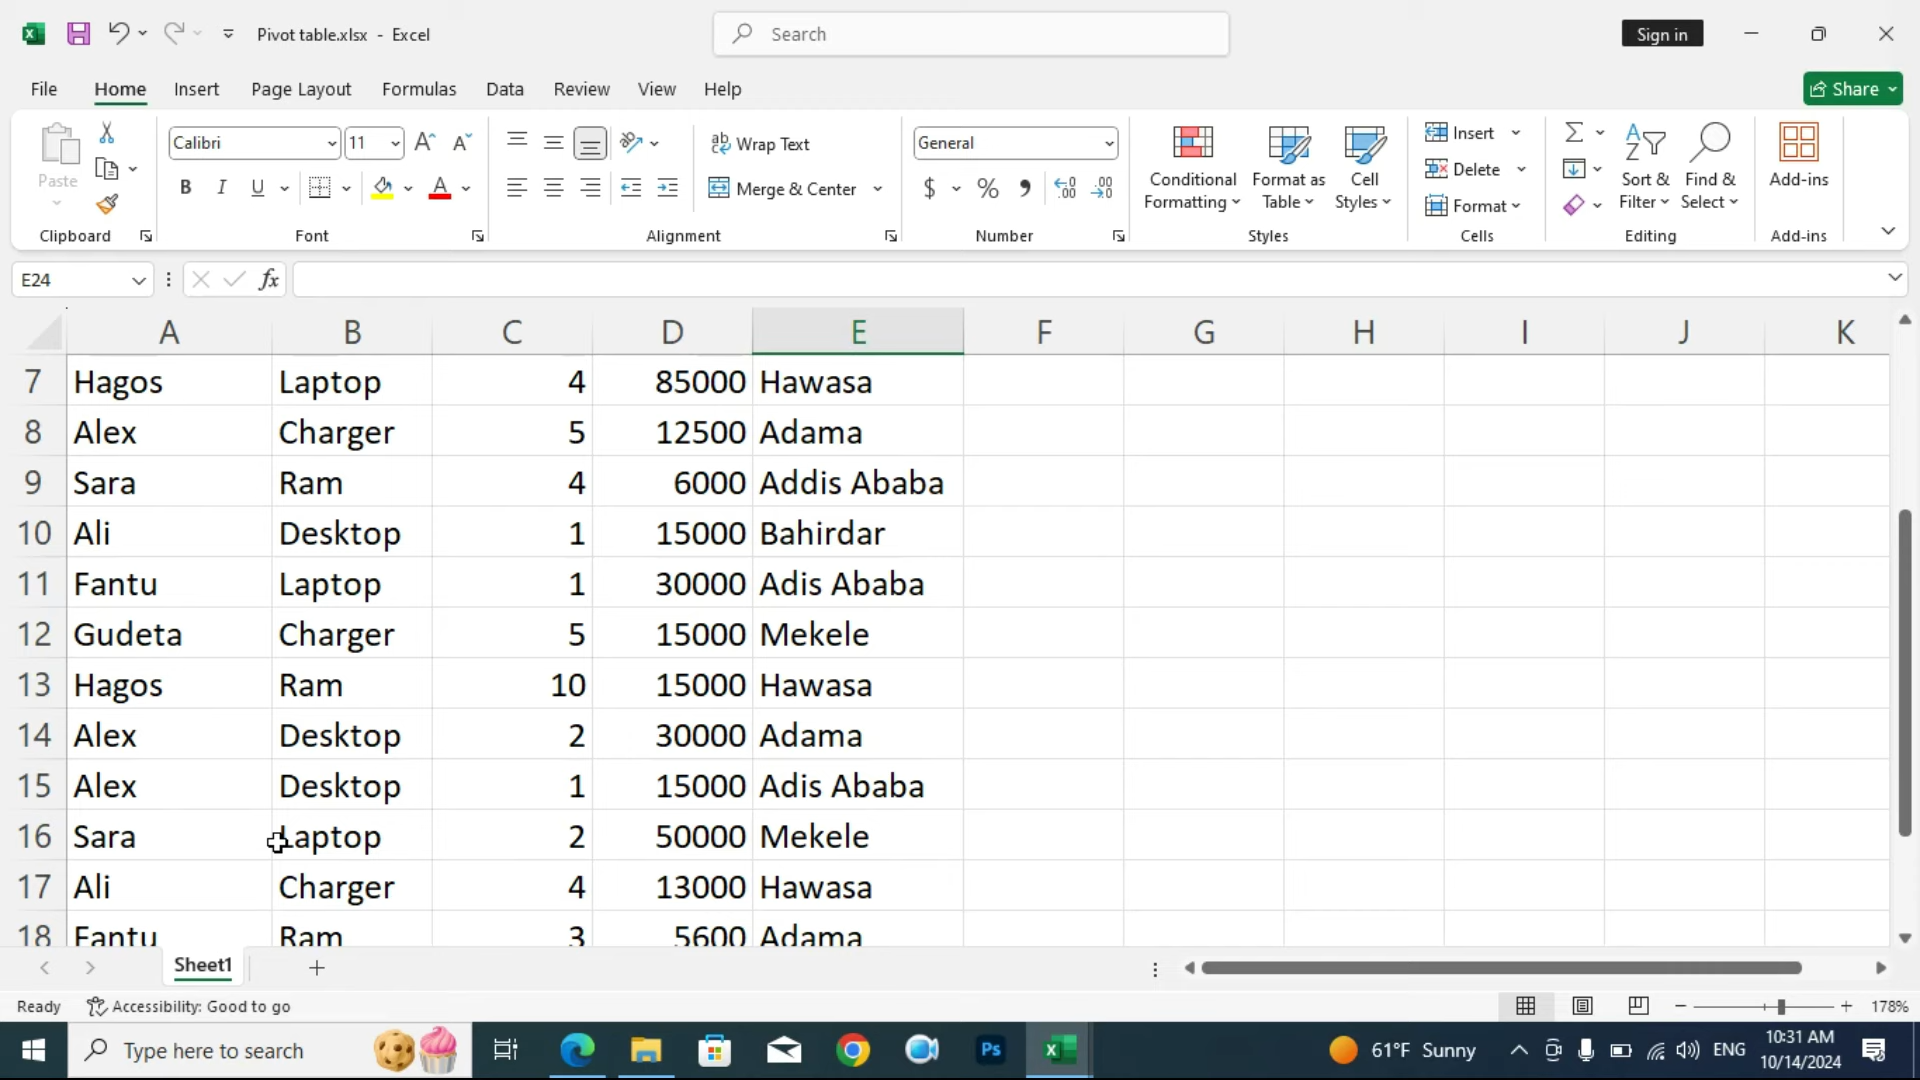 Pivot table.xlsx - Excel
Search
Sign in
File Home Insert Page Layout Formulas Data Review View Help
Share
Paste
Clipboard
Calibri 11
B I U A
Font
Wrap Text
Merge & Center
Alignment
General
$ % , .00
Number
Conditional Formatting
Format as Table
Cell Styles
Styles
Insert
Delete
Format
Cells
Sort & Filter
Find & Select
Editing
Add-ins
Add-ins
E24 fx
A B C D E F G H I J K
7 Hagos Laptop 4 85000 Hawasa
8 Alex Charger 5 12500 Adama
9 Sara Ram 4 6000 Addis Ababa
10 Ali Desktop 1 15000 Bahirdar
11 Fantu Laptop 1 30000 Adis Ababa
12 Gudeta Charger 5 15000 Mekele
13 Hagos Ram 10 15000 Hawasa
14 Alex Desktop 2 30000 Adama
15 Alex Desktop 1 15000 Adis Ababa
16 Sara Laptop 2 50000 Mekele
17 Ali Charger 4 13000 Hawasa
18 Fantu Ram 3 5600 Adama
Sheet1
Ready Accessibility: Good to go 178%
Type here to search
Ps
61°F Sunny
ENG
10:31 AM
10/14/2024